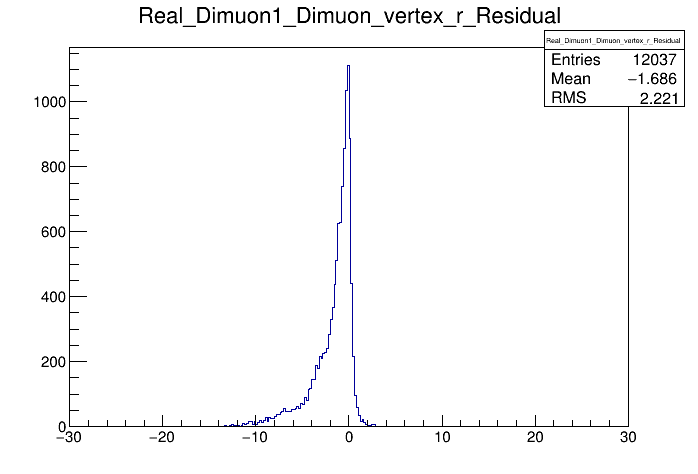 Real_Dimuon1_Dimuon_vertex_r_Residual
Real_Dimuon1_Dimuon_vertex_r_Residual
Entries 12037
Mean −1.686
RMS 2.221
1000
800
600
400
200
0
−30 −20 −10 0 10 20 30